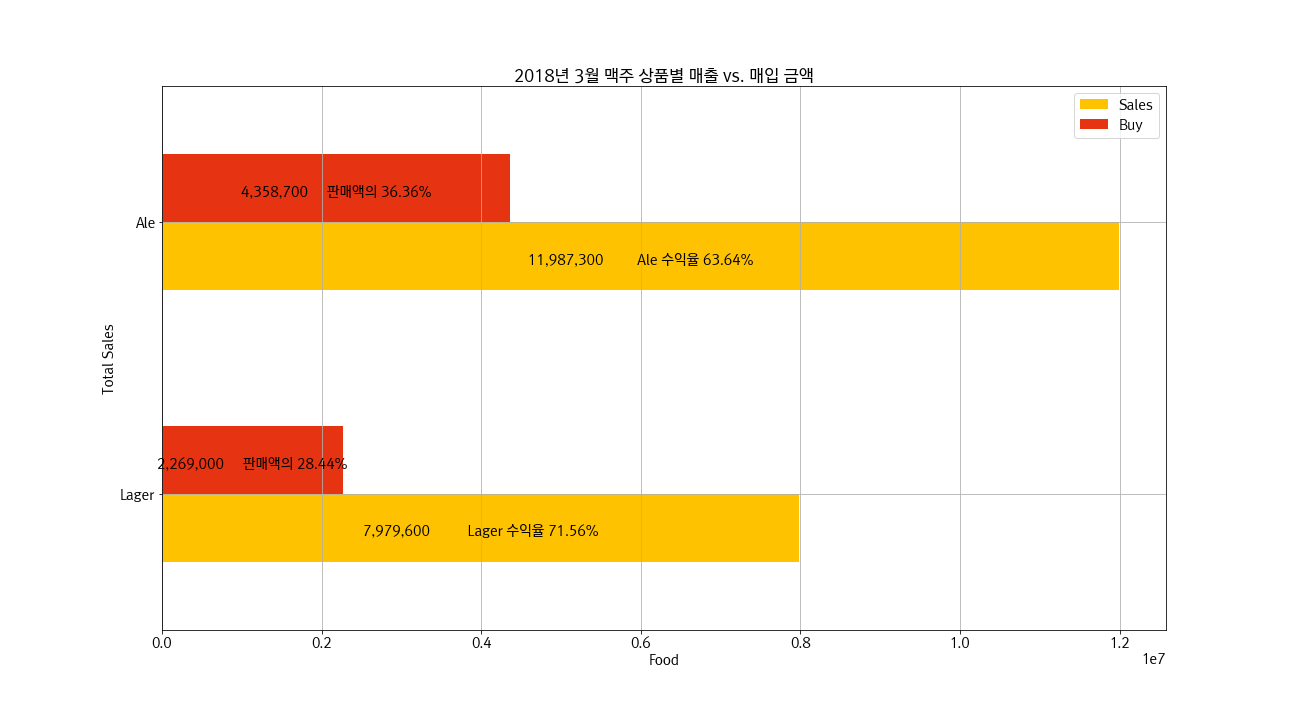 2018년 3월 맥주 상품별 매출 vs. 매입 금액
Sales
Buy
4,358,700 판매액의 36.36%
Ale
11,987,300 Ale 수익율 63.64%
Total Sales
2,269,000 판매액의 28.44%
Lager
7,979,600 Lager 수익율 71.56%
0.0 0.2 0.4 0.6 0.8 1.0 1.2
1e7
Food